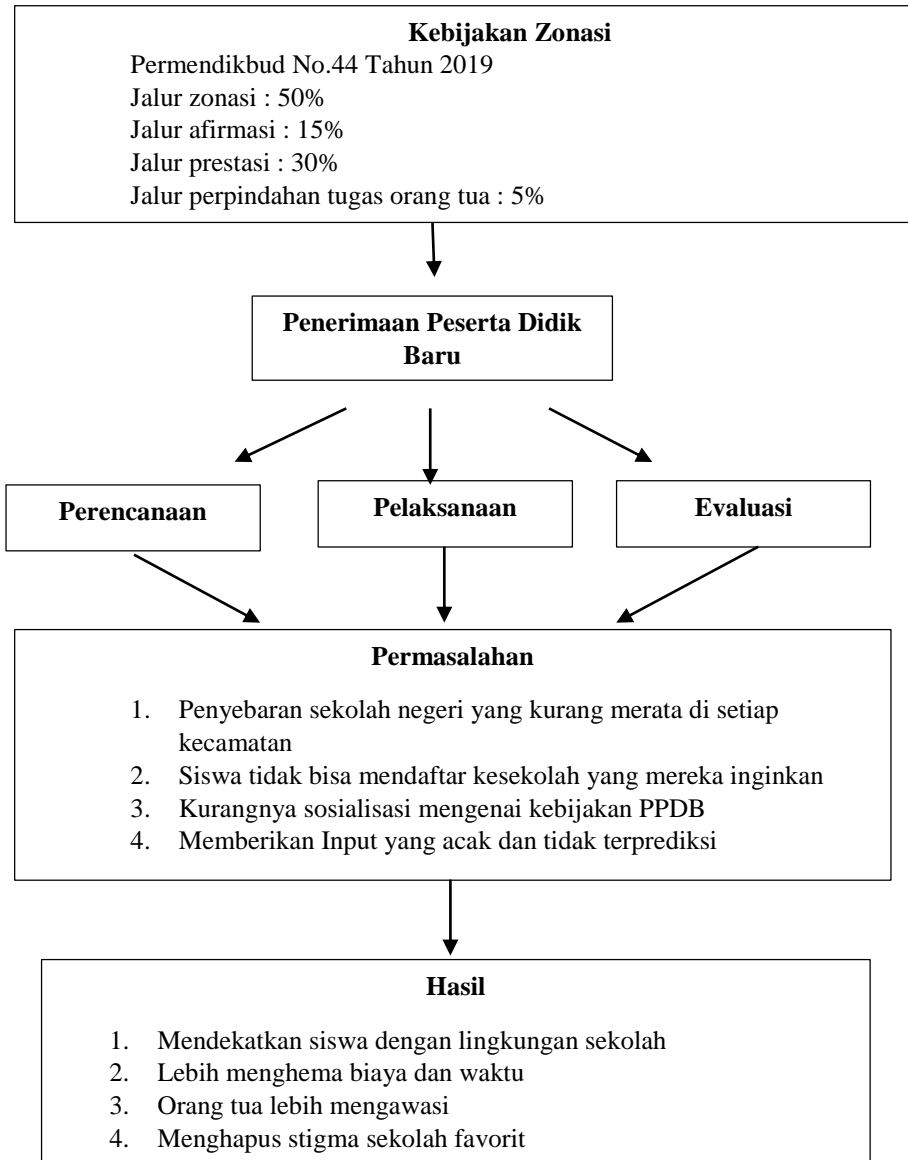 Kebijakan Zonasi
Permendikbud No.44 Tahun 2019
Jalur zonasi : 50%
Jalur afirmasi : 15%
Jalur prestasi : 30%
Jalur perpindahan tugas orang tua : 5%
Penerimaan Peserta Didik
Baru
Perencanaan
Pelaksanaan
Evaluasi
Permasalahan
1. Penyebaran sekolah negeri yang kurang merata di setiap
kecamatan
2. Siswa tidak bisa mendaftar kesekolah yang mereka inginkan
3. Kurangnya sosialisasi mengenai kebijakan PPDB
4. Memberikan Input yang acak dan tidak terprediksi
Hasil
1. Mendekatkan siswa dengan lingkungan sekolah
2. Lebih menghema biaya dan waktu
3. Orang tua lebih mengawasi
4. Menghapus stigma sekolah favorit